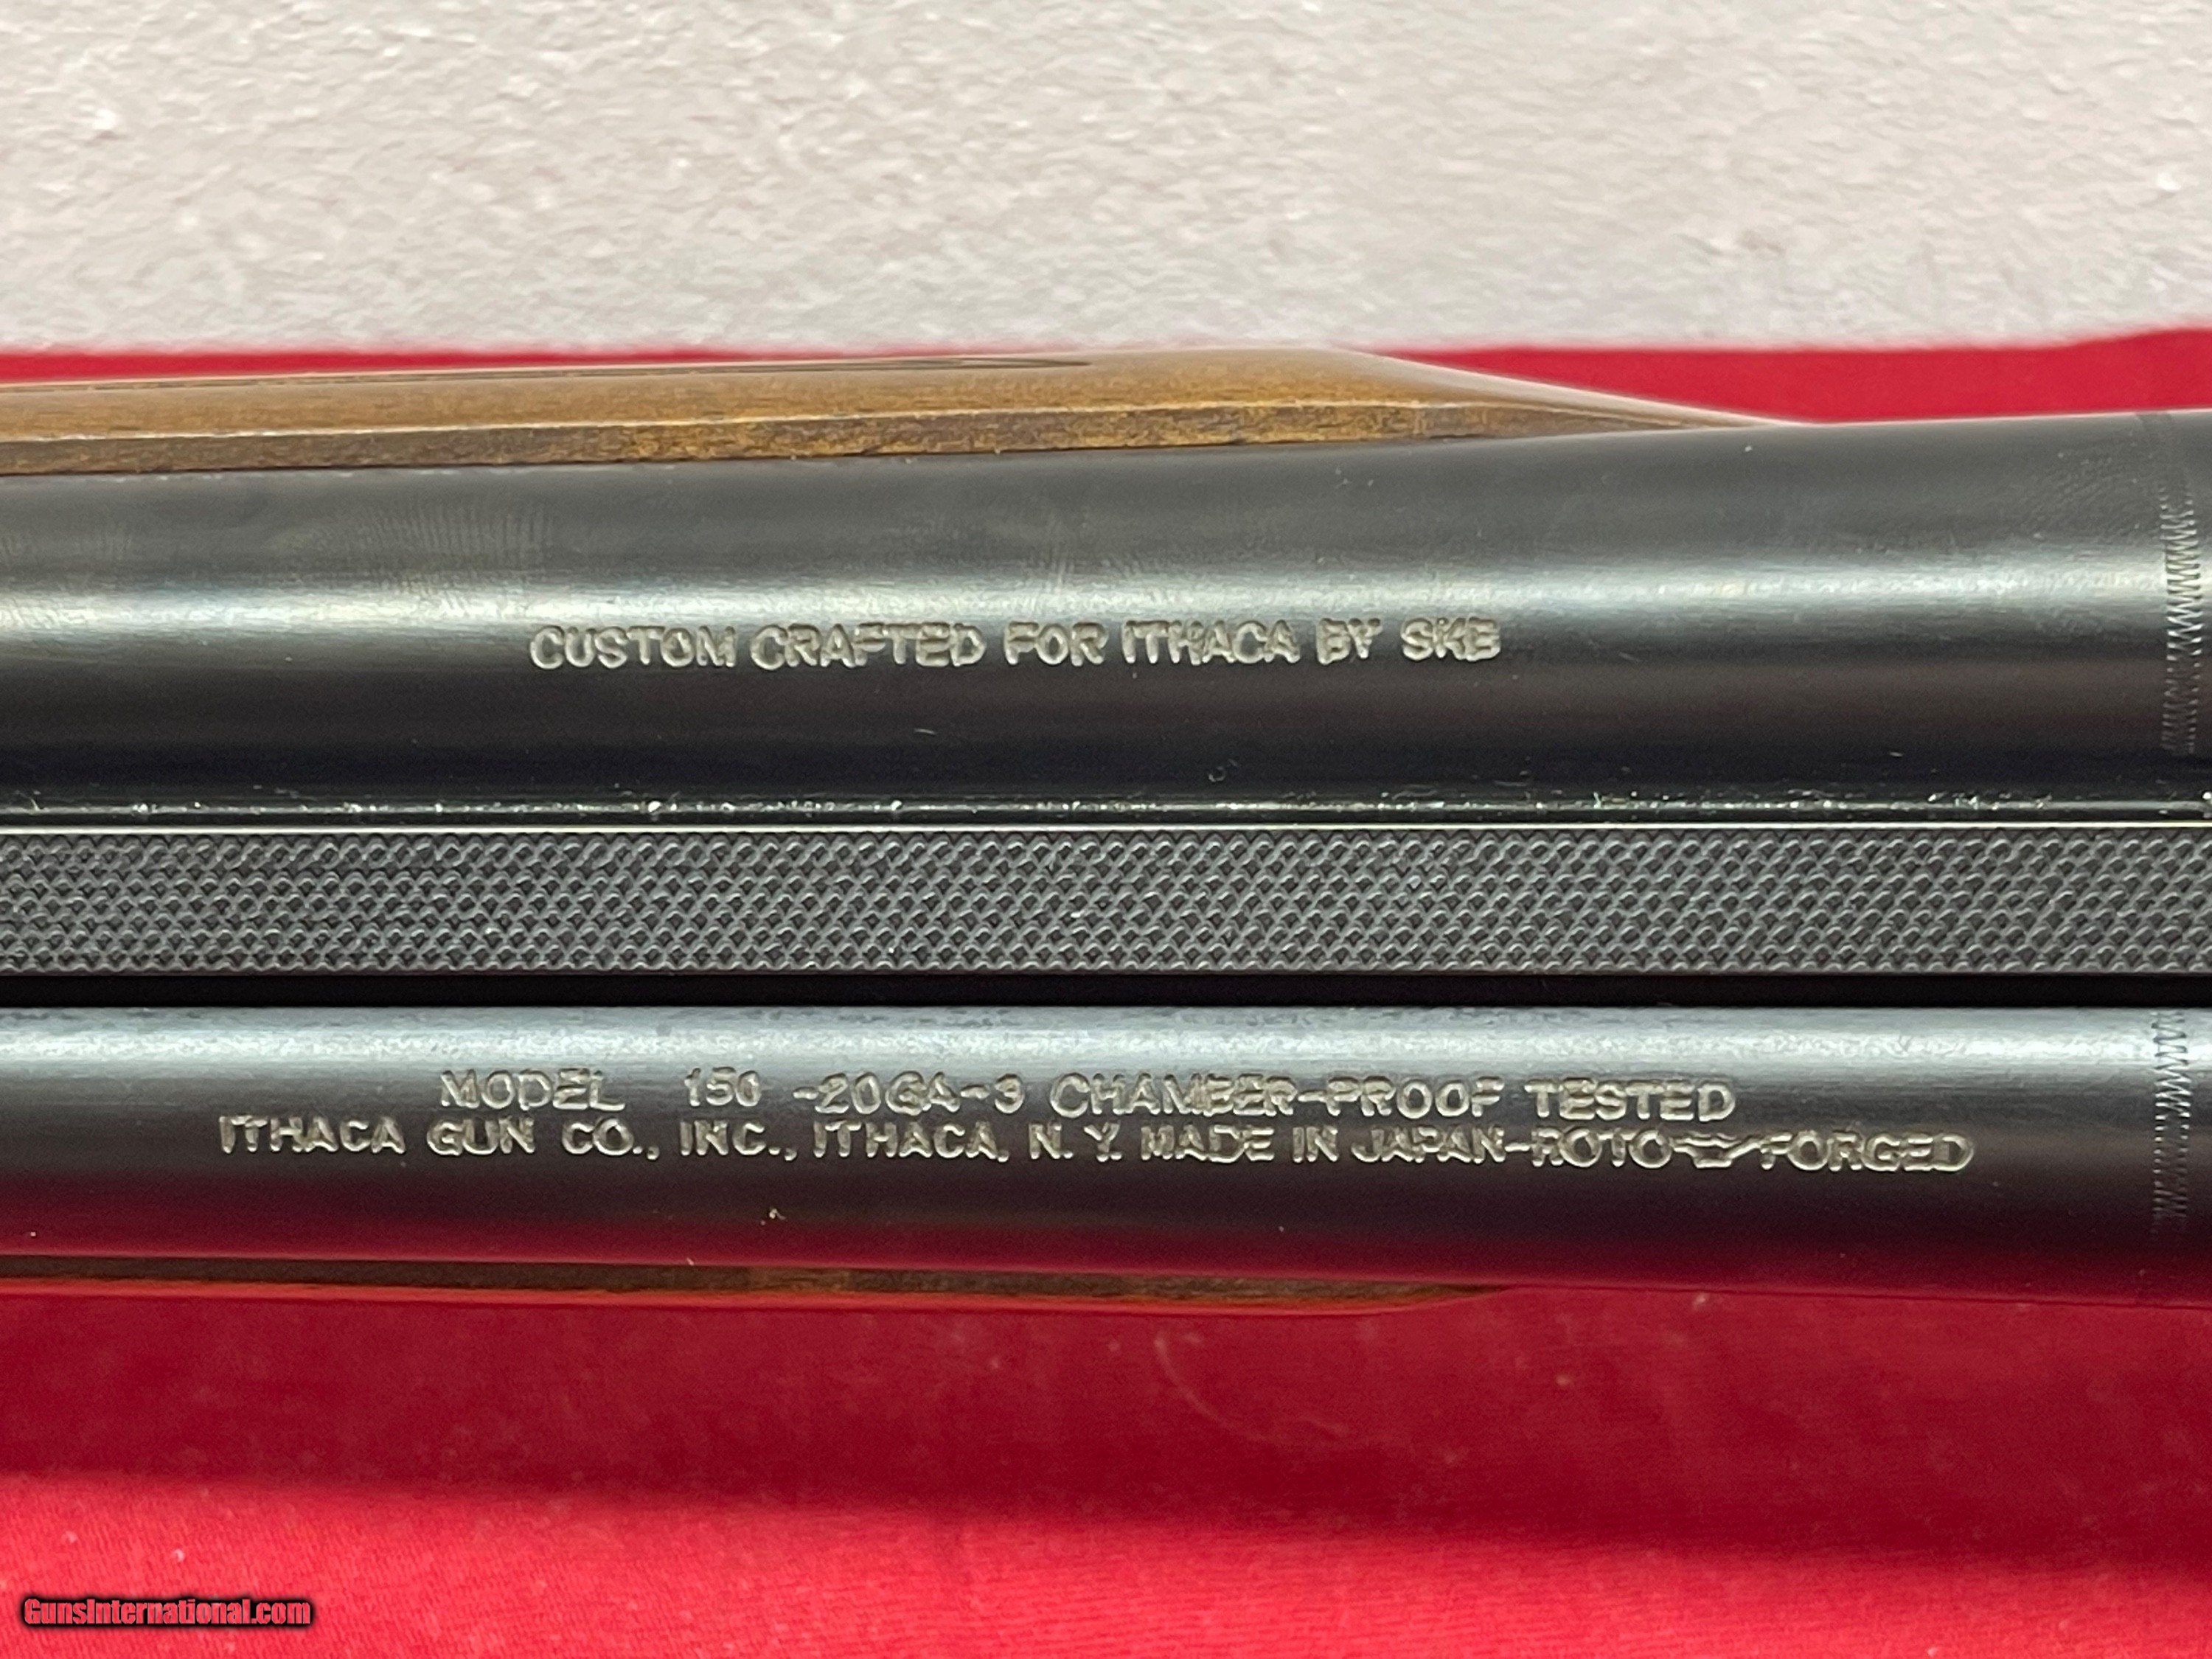 CUSTOM CRAFTED FOR ITHACA BY SKB
MODEL 150 -20GA-3 CHAMBER-PROOF TESTED
ITHACA GUN CO., INC., ITHACA, N. Y. MADE IN JAPAN-ROTO FORGED
GunsInternational.com